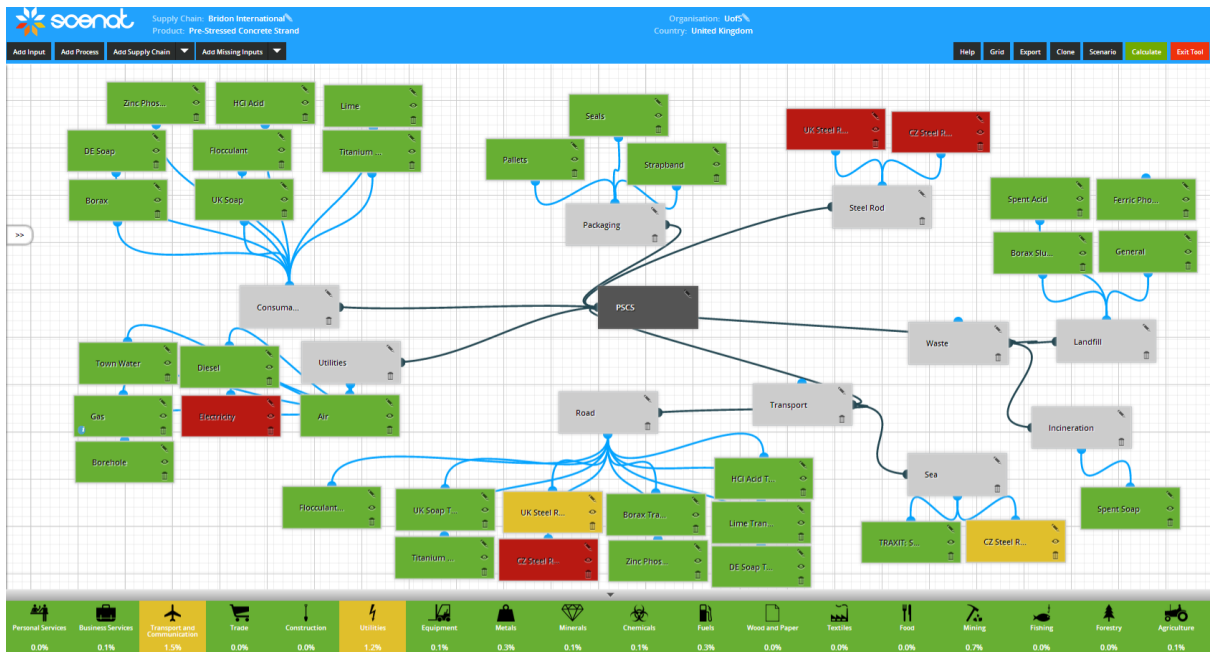 scenat
Supply Chain: Bridon International
Product: Pre-Stressed Concrete Strand
Organisation: UofS
Country: United Kingdom
Add Input Add Process Add Supply Chain Add Missing Inputs Help Grid Export Clone Scenario Calculate Exit Tool
Zinc Phos... HCl Acid Lime
DE Soap Flocculant Titanium ...
Borax UK Soap
Seals
Pallets Strapband
Packaging
UK Steel R... CZ Steel R...
Steel Rod
Spent Acid Ferric Pho...
Borax Slu... General
>>
Consuma... PSCS
Waste Landfill
Utilities
Town Water Diesel
Gas Electricity Air
Borehole
Road Transport
Incineration
Sea
Flocculant... UK Soap T... UK Steel R... Borax Tra... HCl Acid T...
Lime Tran...
Titanium ... CZ Steel R... Zinc Phos... DE Soap T...
TRAXIT: S... CZ Steel R...
Spent Soap
Personal Services Business Services Transport and Communication Trade Construction Utilities Equipment Metals Minerals Chemicals Fuels Wood and Paper Textiles Food Mining Fishing Forestry Agriculture
0.0% 0.1% 1.5% 0.0% 0.0% 1.2% 0.1% 0.3% 0.1% 0.1% 0.3% 0.0% 0.0% 0.0% 0.7% 0.0% 0.0% 0.1%